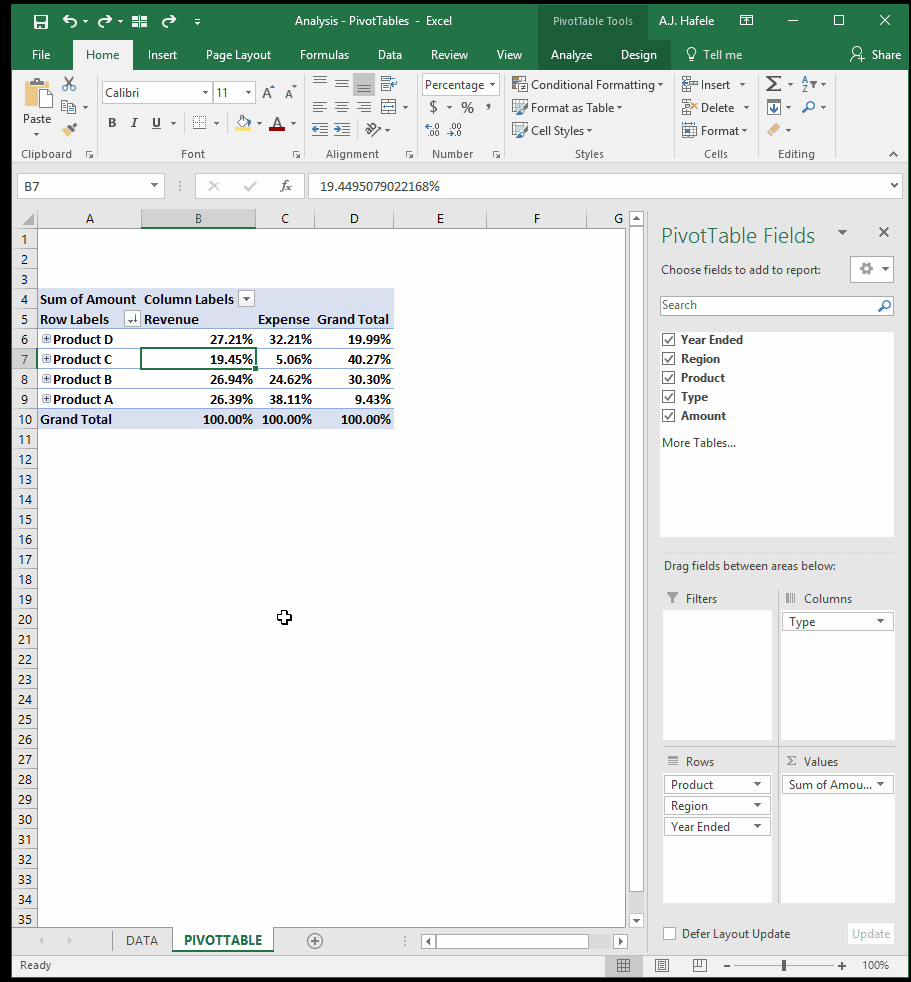 Analysis - PivotTables - Excel
PivotTable Tools
A.J. Hafele
File Home Insert Page Layout Formulas Data Review View Analyze Design Tell me Share
Paste
Calibri 11
Percentage
Conditional Formatting
Format as Table
Cell Styles
Insert
Delete
Format
B I U
$ % ,
Clipboard Font Alignment Number Styles Cells Editing
B7 fx 19.4495079022168%
A B C D E F G
1
2
3
4 Sum of Amount Column Labels
5 Row Labels Revenue Expense Grand Total
6 Product D 27.21% 32.21% 19.99%
7 Product C 19.45% 5.06% 40.27%
8 Product B 26.94% 24.62% 30.30%
9 Product A 26.39% 38.11% 9.43%
10 Grand Total 100.00% 100.00% 100.00%
11
12
13
14
15
16
17
18
19
20
21
22
23
24
25
26
27
28
29
30
31
32
33
34
35
PivotTable Fields
Choose fields to add to report:
Search
Year Ended
Region
Product
Type
Amount
More Tables...
Drag fields between areas below:
Filters
Columns
Type
Rows
Product
Region
Year Ended
Values
Sum of Amou...
Defer Layout Update
Update
DATA PIVOTTABLE
Ready
100%